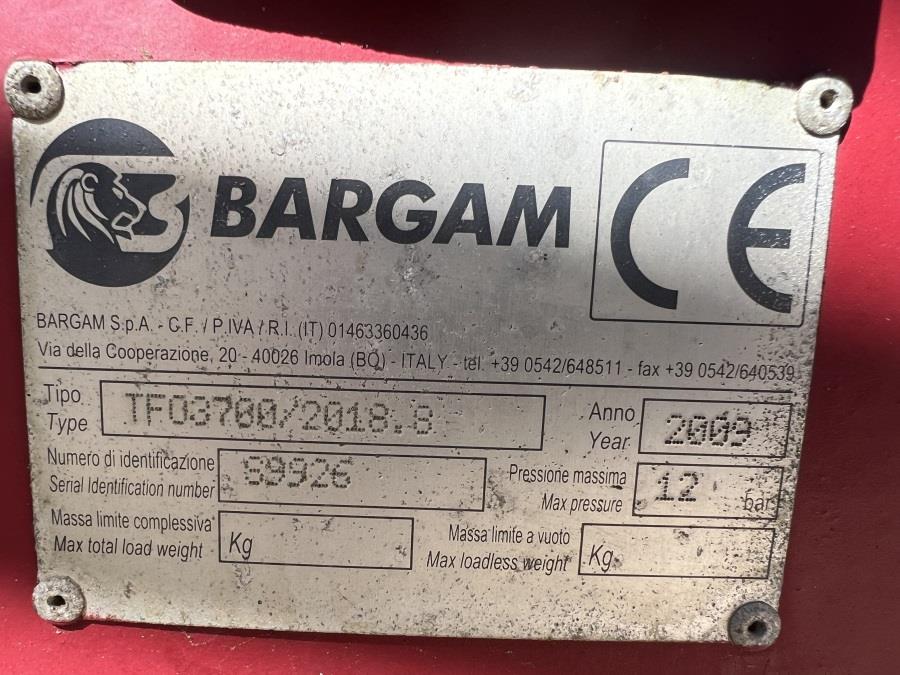 BARGAM
CE
BARGAM S.p.A. - C.F. / P.IVA / R.I. (IT) 01463360436
Via della Cooperazione, 20 - 40026 Imola (BO) - ITALY - tel. +39 0542/648511 - fax +39 0542/640539
Tipo TFO3700/2018.8 Anno 2009
Type Year
Numero di identificazione S9926 Pressione massima 12 bar
Serial Identification number Max pressure
Massa limite complessiva Kg Massa limite a vuoto Kg
Max total load weight Max loadless weight